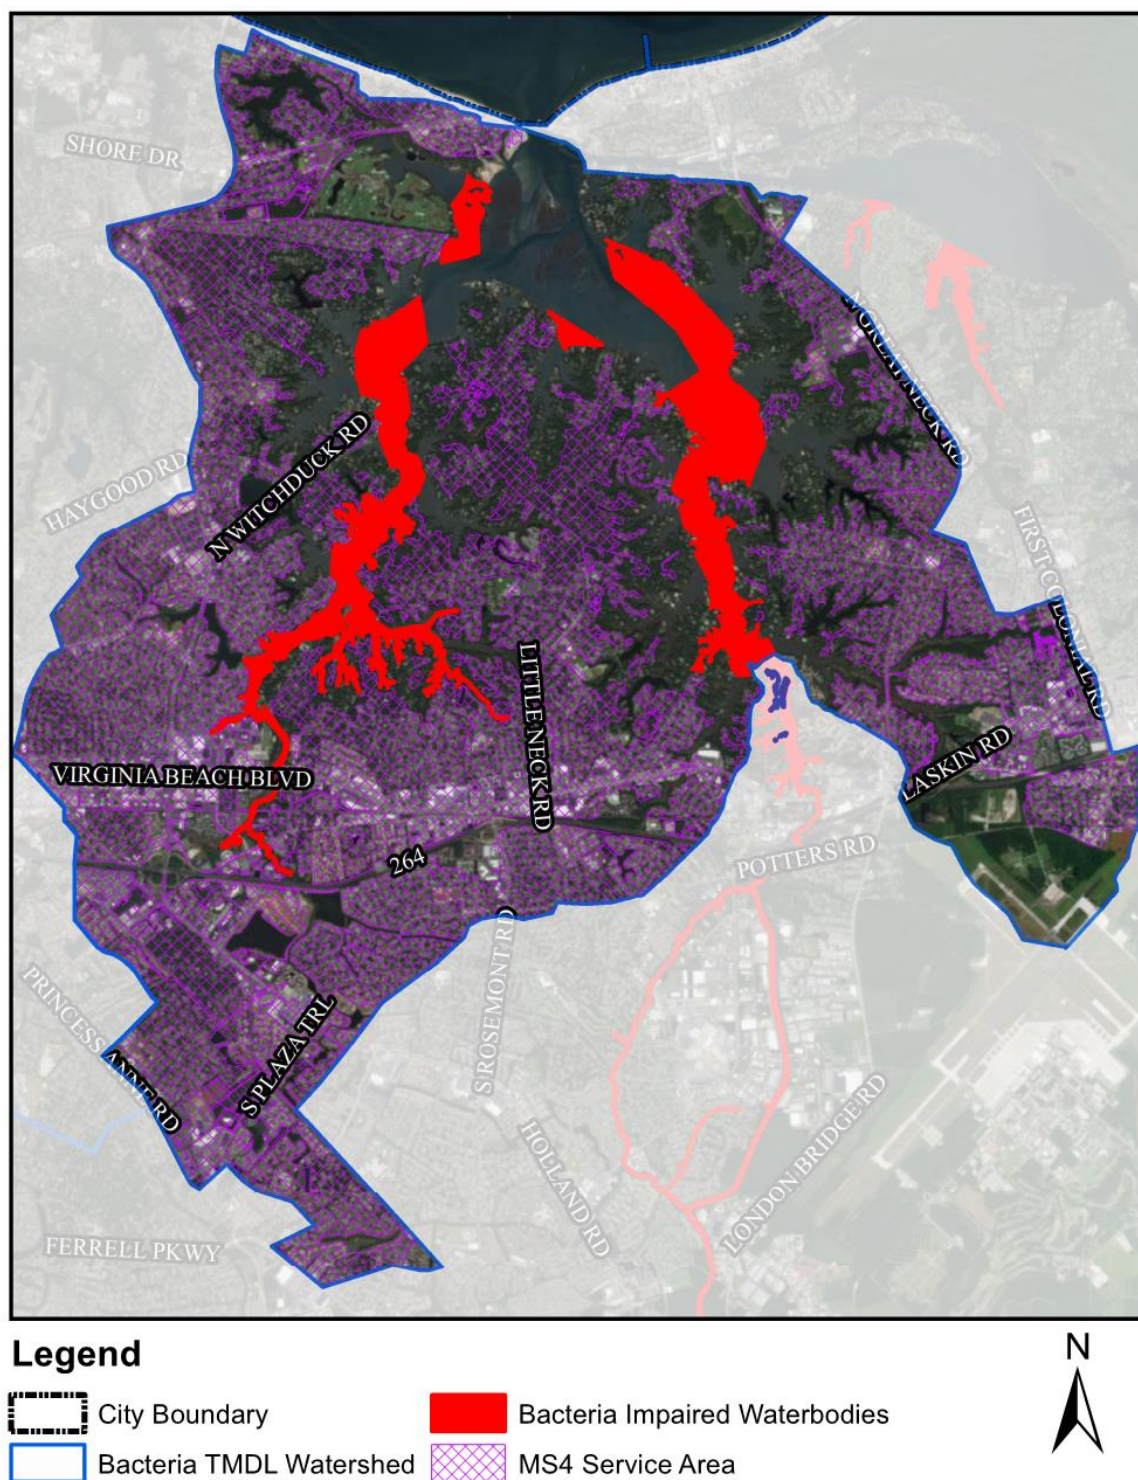 SHORE DR
N GREAT NECK RD
HAYGOOD RD
N WITCHDUCK RD
FIRST COLONIAL RD
LITTLE NECK RD
LASKIN RD
VIRGINIA BEACH BLVD
264
POTTERS RD
S ROSEMONT RD
PRINCESS ANNE RD
S PLAZA TRL
HOLLAND RD
LONDON BRIDGE RD
FERRELL PKWY
Legend
N
City Boundary
Bacteria Impaired Waterbodies
Bacteria TMDL Watershed
MS4 Service Area